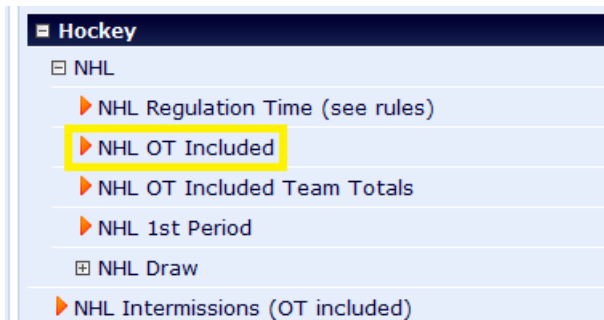 Hockey
NHL
NHL Regulation Time (see rules)
NHL OT Included
NHL OT Included Team Totals
NHL 1st Period
NHL Draw
NHL Intermissions (OT included)